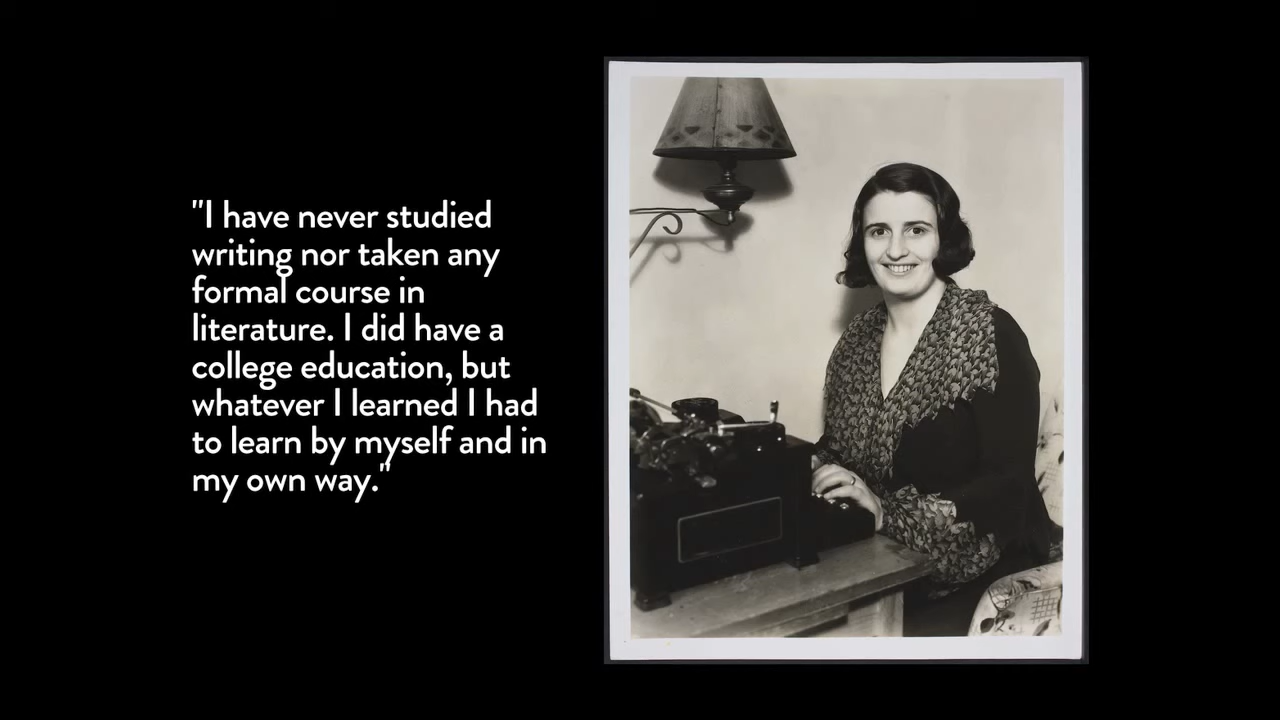 "I have never studied
writing nor taken any
formal course in
literature. I did have a
college education, but
whatever I learned I had
to learn by myself and in
my own way."